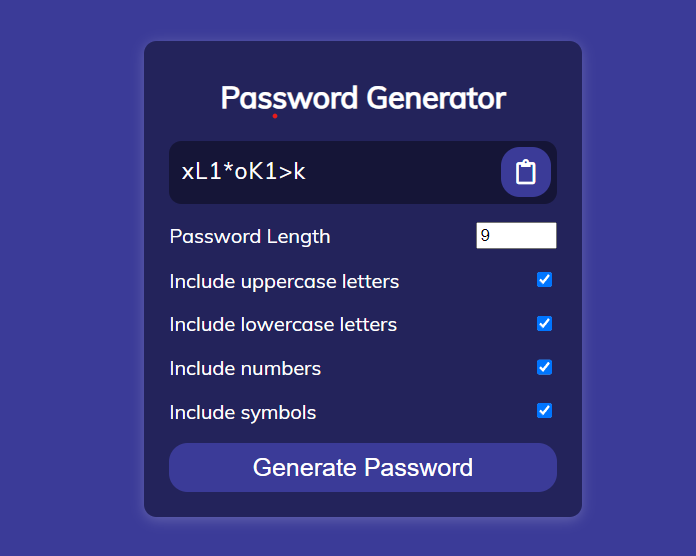 Password Generator
xL1*oK1>k
Password Length 9
Include uppercase letters
Include lowercase letters
Include numbers
Include symbols
Generate Password